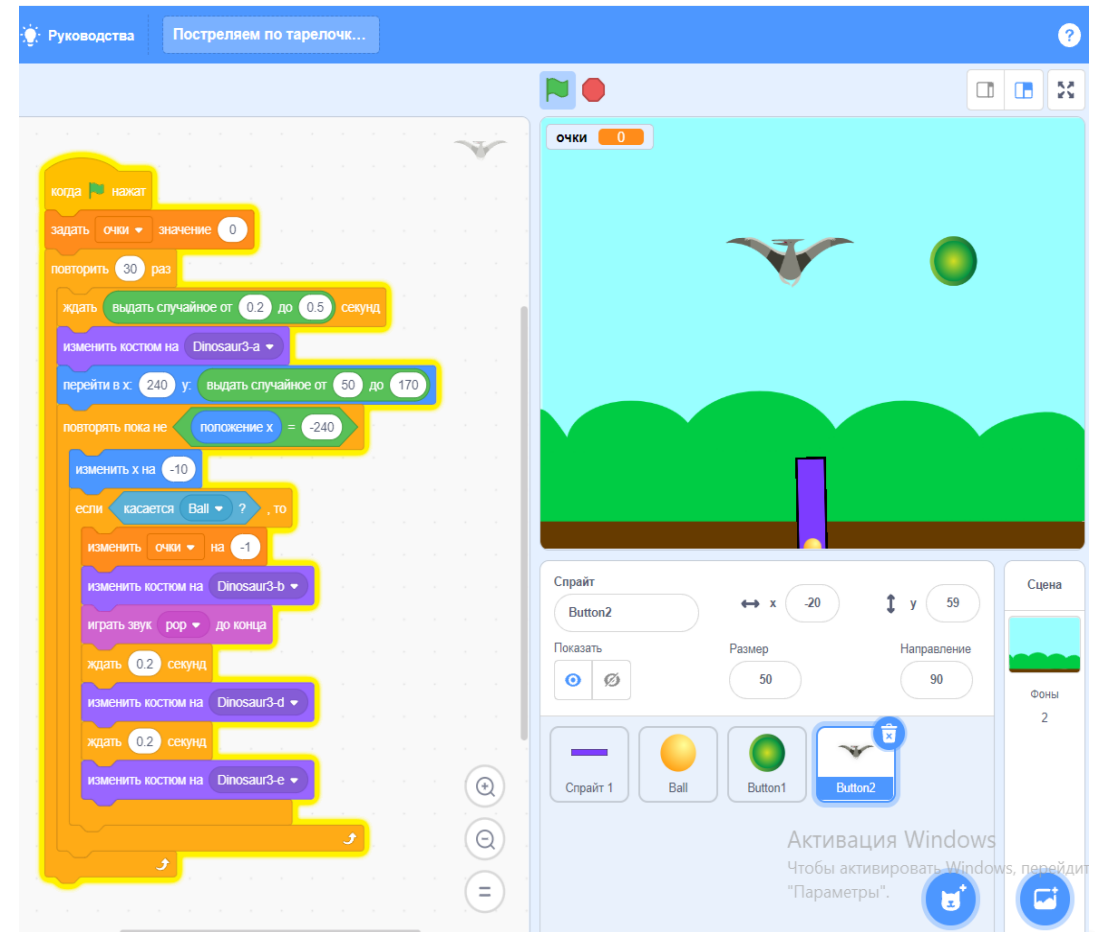 Руководства
Постреляем по тарелочк...
?
когда нажат
задать очки значение 0
повторить 30 раз
ждать выдать случайное от 0.2 до 0.5 секунд
изменить костюм на Dinosaur3-a
перейти в x: 240 y: выдать случайное от 50 до 170
повторять пока не положение x = -240
изменить x на -10
если касается Ball ? , то
изменить очки на -1
изменить костюм на Dinosaur3-b
играть звук pop до конца
ждать 0.2 секунд
изменить костюм на Dinosaur3-d
ждать 0.2 секунд
изменить костюм на Dinosaur3-e
очки 0
Спрайт
Button2
x -20
y 59
Показать
Размер
50
Направление
90
Спрайт 1
Ball
Button1
Button2
Сцена
Фоны
2
Активация Windows
Чтобы активировать Windows, перейдит
"Параметры".